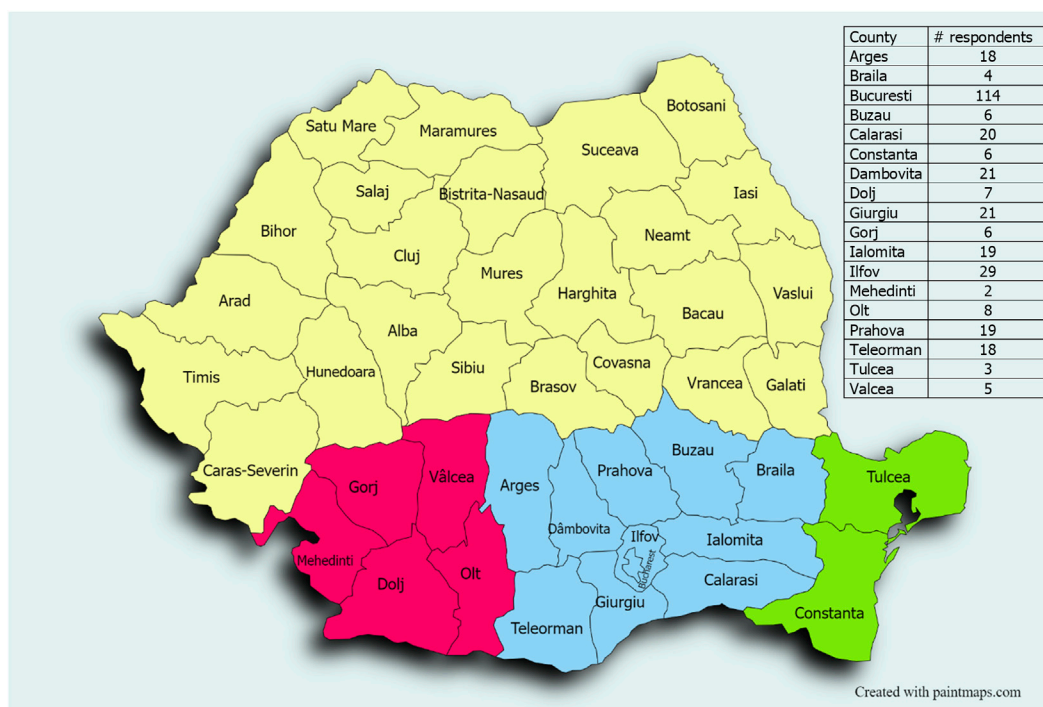 County # respondents
Arges 18
Braila 4
Bucuresti 114
Buzau 6
Calarasi 20
Constanta 6
Dambovita 21
Dolj 7
Giurgiu 21
Gorj 6
Ialomita 19
Ilfov 29
Mehedinti 2
Olt 8
Prahova 19
Teleorman 18
Tulcea 3
Valcea 5
Botosani
Satu Mare
Maramures
Suceava
Salaj
Bistrita-Nasaud
Iasi
Bihor
Cluj
Neamt
Mures
Harghita
Vaslui
Arad
Alba
Bacau
Timis
Hunedoara
Sibiu
Brasov
Covasna
Vrancea
Galati
Caras-Severin
Gorj
Vâlcea
Arges
Prahova
Buzau
Braila
Tulcea
Dâmbovita
Ilfov
Ialomita
Mehedinti
Dolj
Olt
Bucharest
Calarasi
Giurgiu
Teleorman
Constanta
Created with paintmaps.com